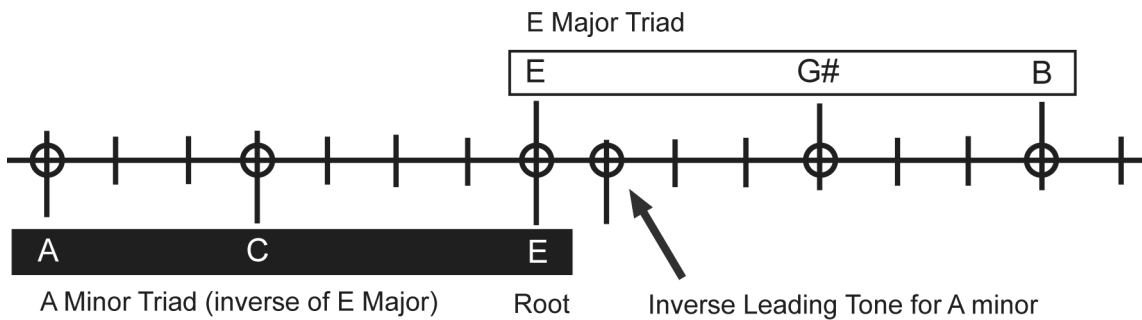 E Major Triad
E G# B
A C E
A Minor Triad (inverse of E Major) Root Inverse Leading Tone for A minor